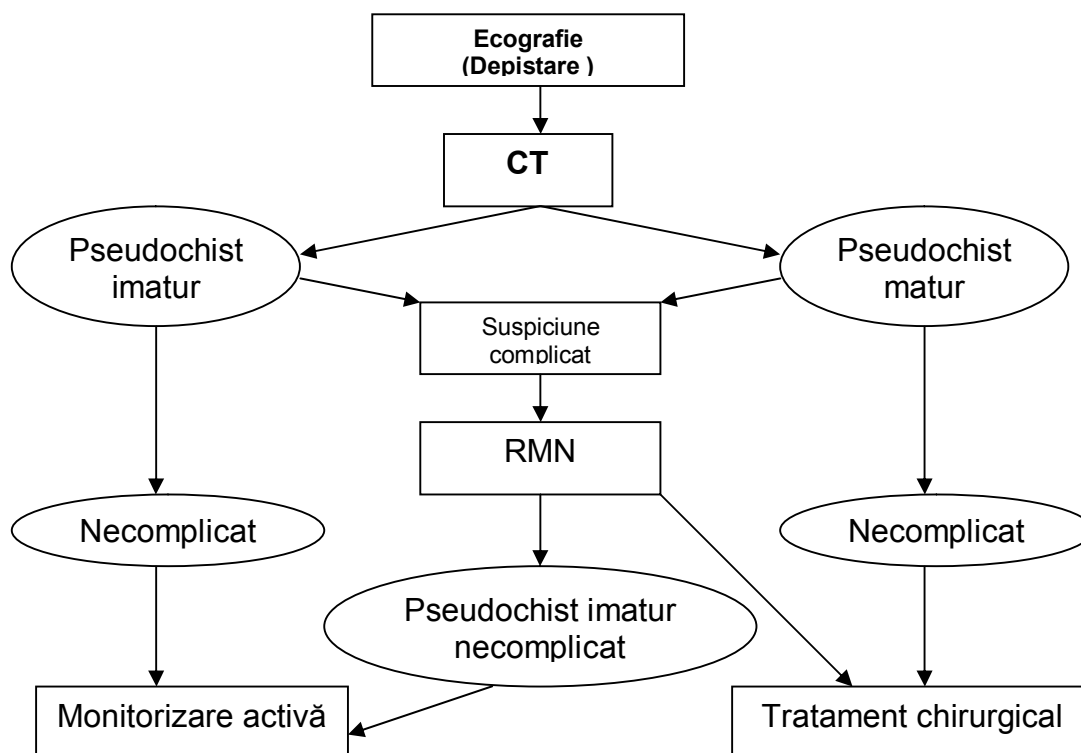 Ecografie
(Depistare )
CT
Pseudochist
imatur
Pseudochist
matur
Suspiciune
complicat
RMN
Necomplicat
Necomplicat
Pseudochist imatur
necomplicat
Monitorizare activă
Tratament chirurgical